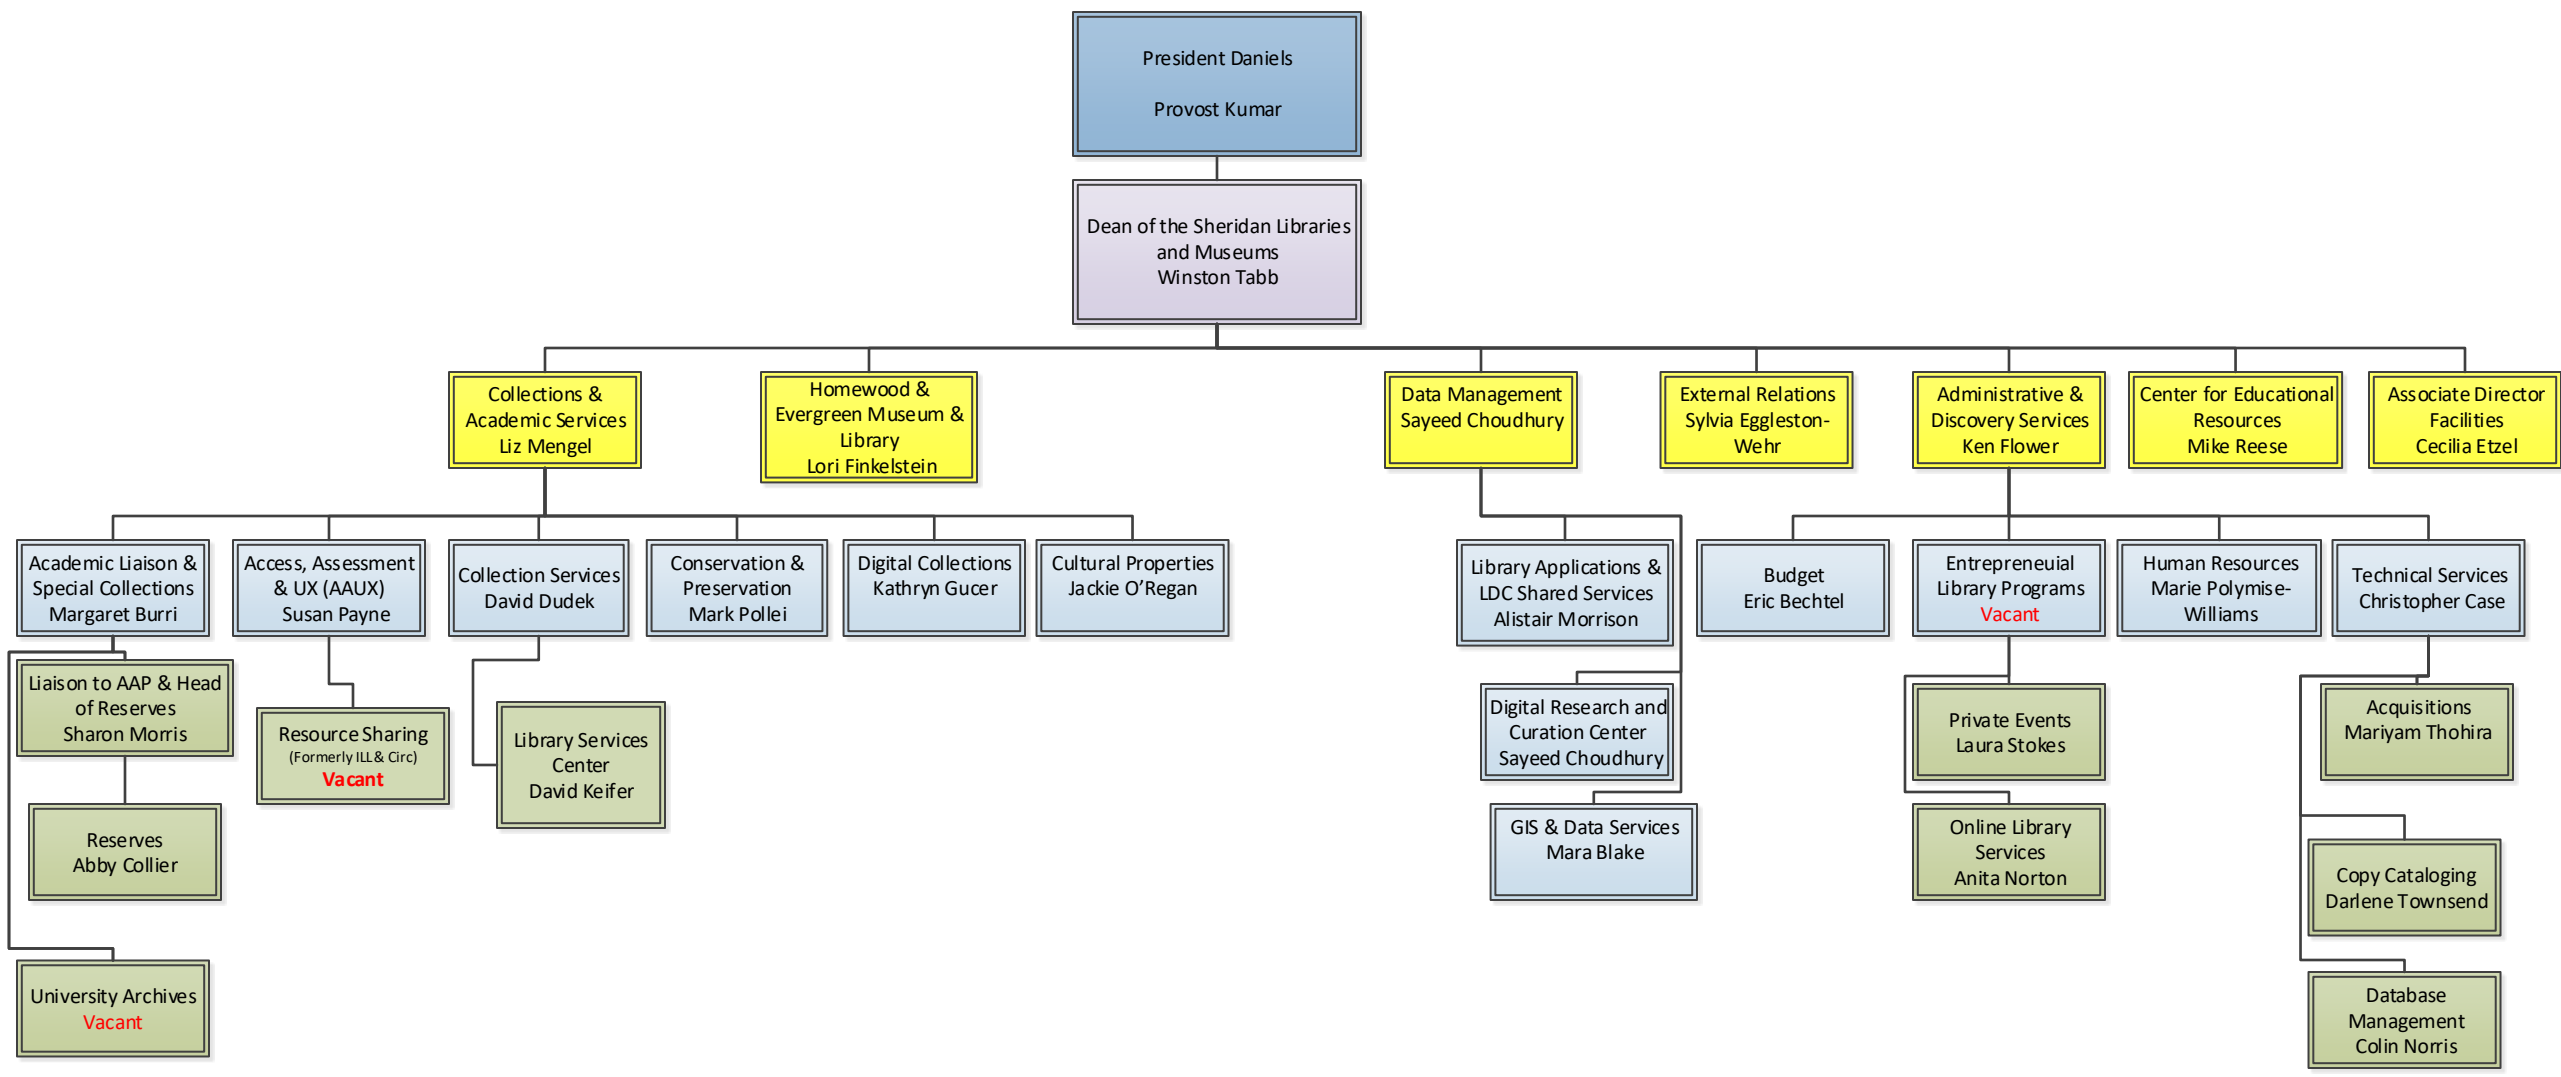 President Daniels
Provost Kumar
Dean of the Sheridan Libraries
and Museums
Winston Tabb
Collections &
Academic Services
Liz Mengel
Homewood &
Evergreen Museum &
Library
Lori Finkelstein
Data Management
Sayeed Choudhury
External Relations
Sylvia Eggleston-
Wehr
Administrative &
Discovery Services
Ken Flower
Center for Educational
Resources
Mike Reese
Associate Director
Facilities
Cecilia Etzel
Academic Liaison &
Special Collections
Margaret Burri
Access, Assessment
& UX (AAUX)
Susan Payne
Collection Services
David Dudek
Conservation &
Preservation
Mark Pollei
Digital Collections
Kathryn Gucer
Cultural Properties
Jackie O’Regan
Library Applications &
LDC Shared Services
Alistair Morrison
Budget
Eric Bechtel
Entrepreneuial
Library Programs
Vacant
Human Resources
Marie Polymise-
Williams
Technical Services
Christopher Case
Liaison to AAP & Head
of Reserves
Sharon Morris
Resource Sharing
(Formerly ILL& Circ)
Vacant
Library Services
Center
David Keifer
Digital Research and
Curation Center
Sayeed Choudhury
Private Events
Laura Stokes
Acquisitions
Mariyam Thohira
Reserves
Abby Collier
GIS & Data Services
Mara Blake
Online Library
Services
Anita Norton
Copy Cataloging
Darlene Townsend
University Archives
Vacant
Database
Management
Colin Norris